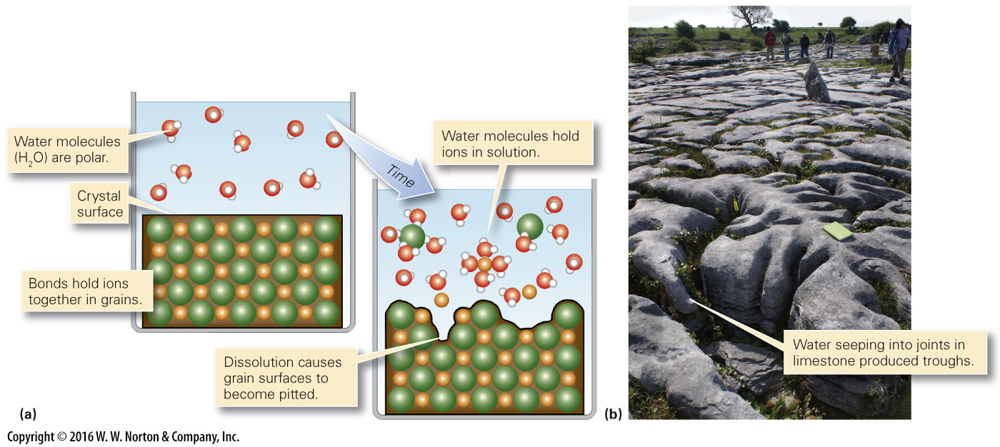 Water molecules
(H₂O) are polar.
Crystal
surface
Bonds hold ions
together in grains.
Time
Water molecules hold
ions in solution.
Dissolution causes
grain surfaces to
become pitted.
(a)
Water seeping into joints in
limestone produced troughs.
(b)
Copyright © 2016 W. W. Norton & Company, Inc.